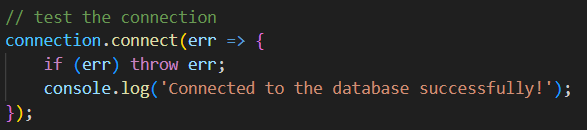 // test the connection
connection.connect(err => {
    if (err) throw err;
    console.log('Connected to the database successfully!');
});